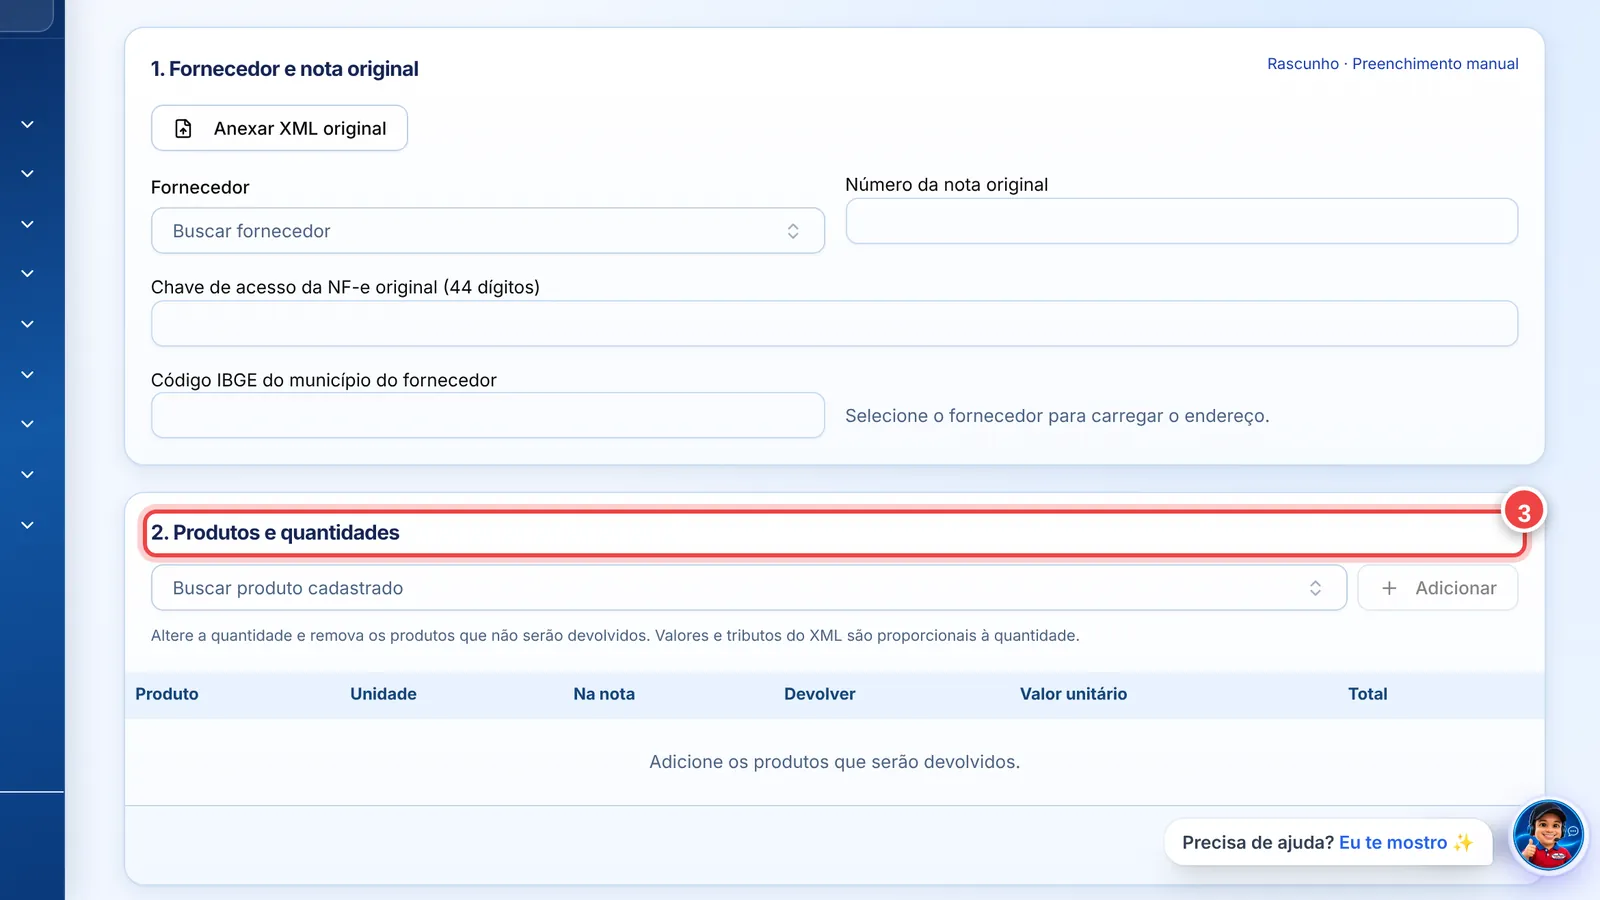 1. Fornecedor e nota original
Rascunho · Preenchimento manual
Anexar XML original
Fornecedor
Número da nota original
Buscar fornecedor
Chave de acesso da NF-e original (44 dígitos)
Código IBGE do município do fornecedor
Selecione o fornecedor para carregar o endereço.
3
2. Produtos e quantidades
Buscar produto cadastrado
+ Adicionar
Altere a quantidade e remova os produtos que não serão devolvidos. Valores e tributos do XML são proporcionais à quantidade.
Produto Unidade Na nota Devolver Valor unitário Total
Adicione os produtos que serão devolvidos.
Precisa de ajuda? Eu te mostro ✨